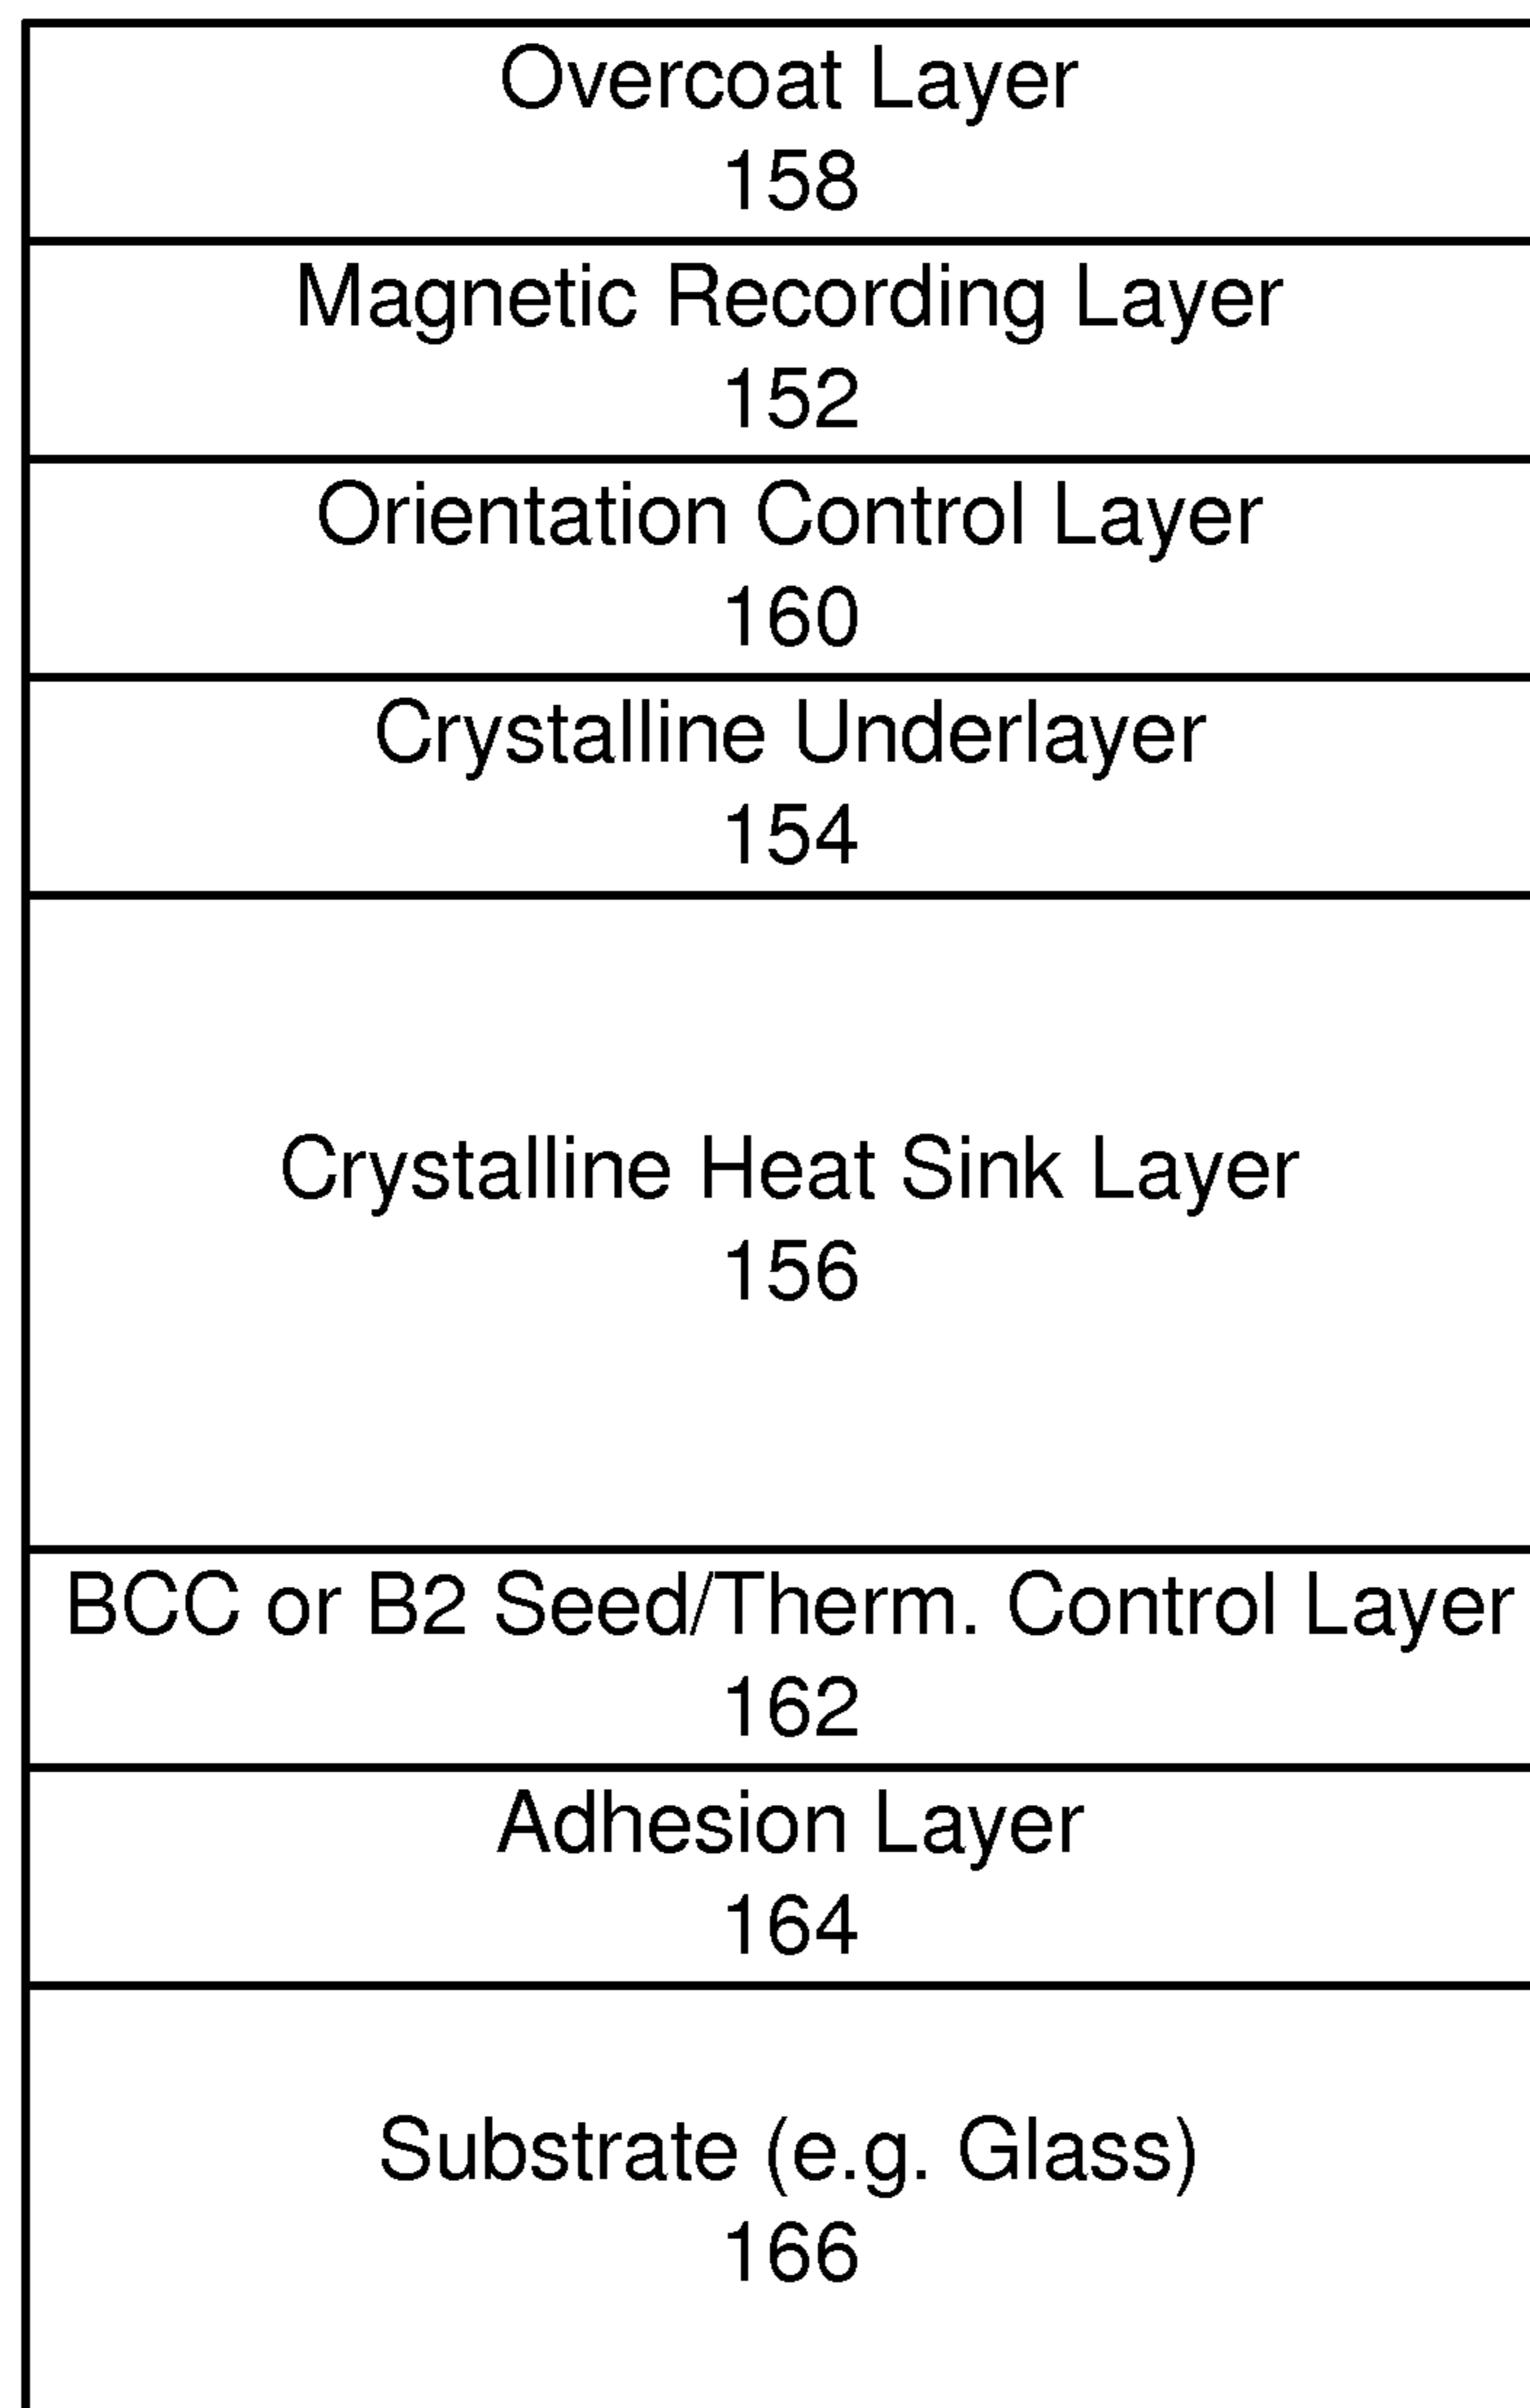 Overcoat Layer
158
Magnetic Recording Layer
152
Orientation Control Layer
160
Crystalline Underlayer
154
Crystalline Heat Sink Layer
156
BCC or B2 Seed/Therm. Control Layer
162
Adhesion Layer
164
Substrate (e.g. Glass)
166